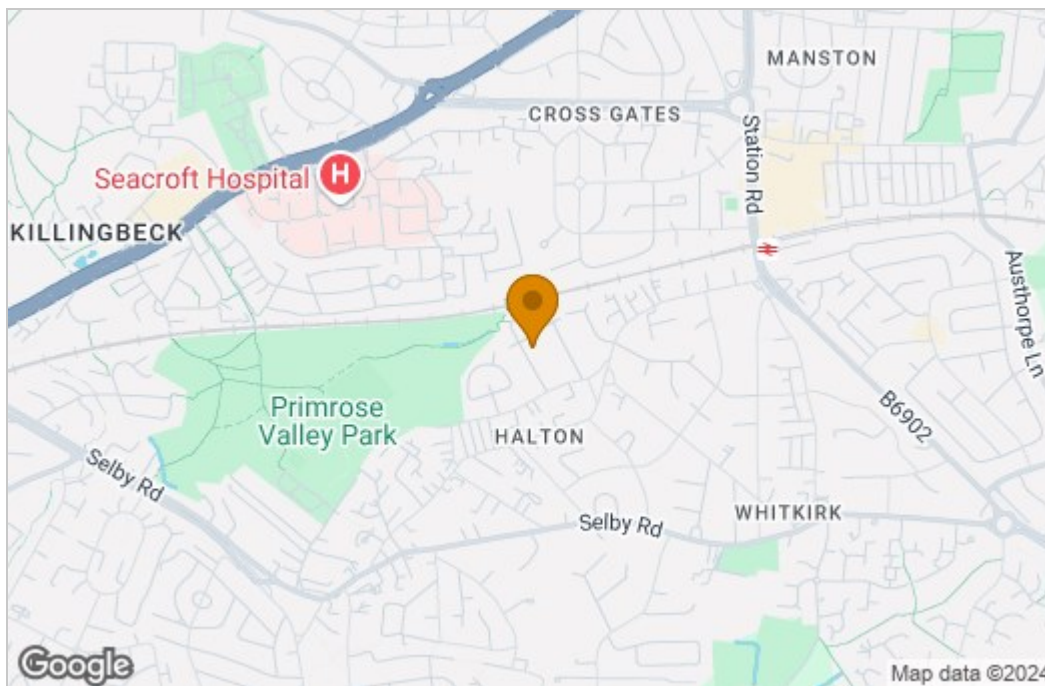 MANSTON
CROSS GATES
Station Rd
Seacroft Hospital
H
KILLINGBECK
Austhorpe Ln
Primrose
Valley Park
HALTON
B6902
Selby Rd
Selby Rd
WHITKIRK
Google
Map data ©2024